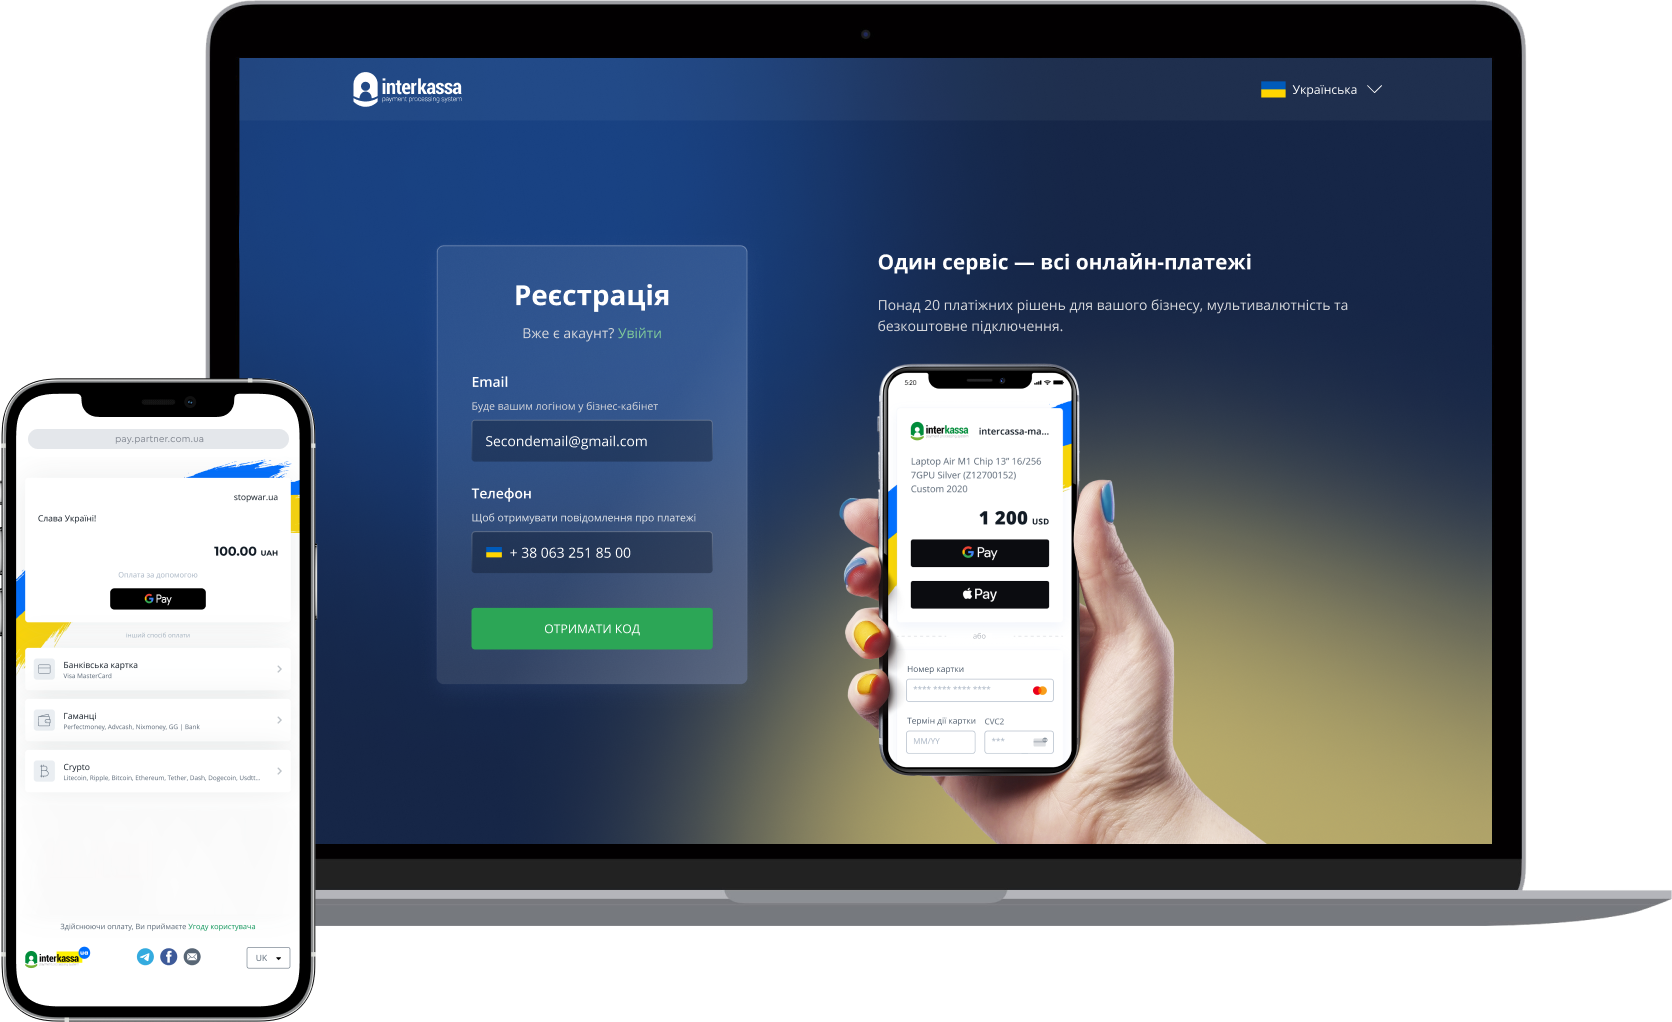 interkassa
payment processing system
Українська
Реєстрація
Вже є акаунт? Увійти
Email
Буде вашим логіном у бізнес-кабінет
Secondemail@gmail.com
Телефон
Щоб отримувати повідомлення про платежі
+ 38 063 251 85 00
ОТРИМАТИ КОД
Один сервіс — всі онлайн-платежі
Понад 20 платіжних рішень для вашого бізнесу, мультивалютність та
безкоштовне підключення.
5:20
interkassa
intercassa-ma...
Laptop Air M1 Chip 13" 16/256
7GPU Silver (Z12700152)
Custom 2020
1 200 USD
G Pay
Pay
або
Номер картки
**** **** **** ****
Термін дії картки CVC2
MM/YY ***
pay.partner.com.ua
stopwar.ua
Слава Україні!
100.00 UAH
Оплата за допомогою
G Pay
інший спосіб оплати
Банківська картка
Visa MasterCard
Гаманці
Perfectmoney, Advcash, Nixmoney, GG | Bank
Crypto
Litecoin, Ripple, Bitcoin, Ethereum, Tether, Dash, Dogecoin, Usdtt...
Здійснюючи оплату, Ви приймаєте Угоду користувача
interkassa
UK